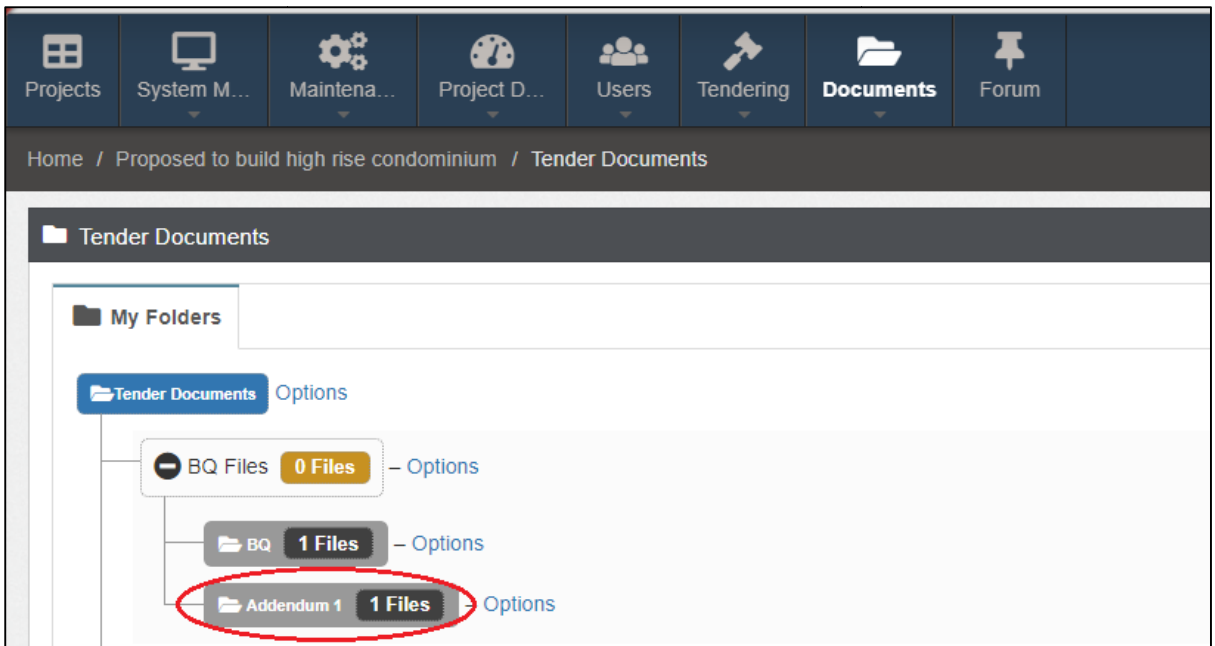 Projects System M... Maintena... Project D... Users Tendering Documents Forum
Home / Proposed to build high rise condominium / Tender Documents
Tender Documents
My Folders
Tender Documents Options
BQ Files 0 Files – Options
BQ 1 Files – Options
Addendum 1 1 Files – Options